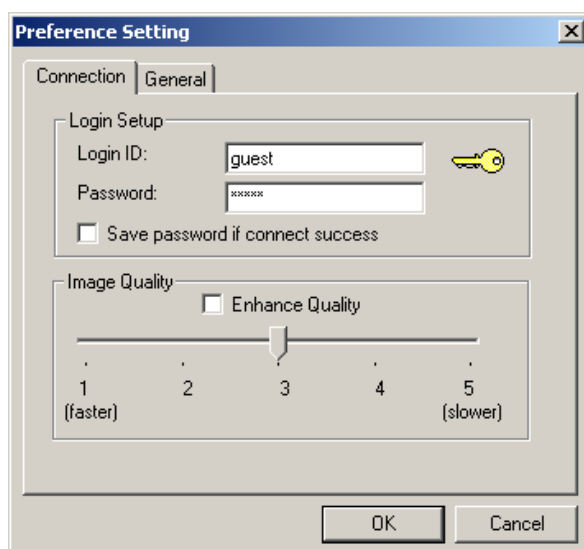 Preference Setting
Connection General
Login Setup
Login ID: guest
Password: *****
Save password if connect success
Image Quality
Enhance Quality
1 2 3 4 5
(faster) (slower)
OK Cancel